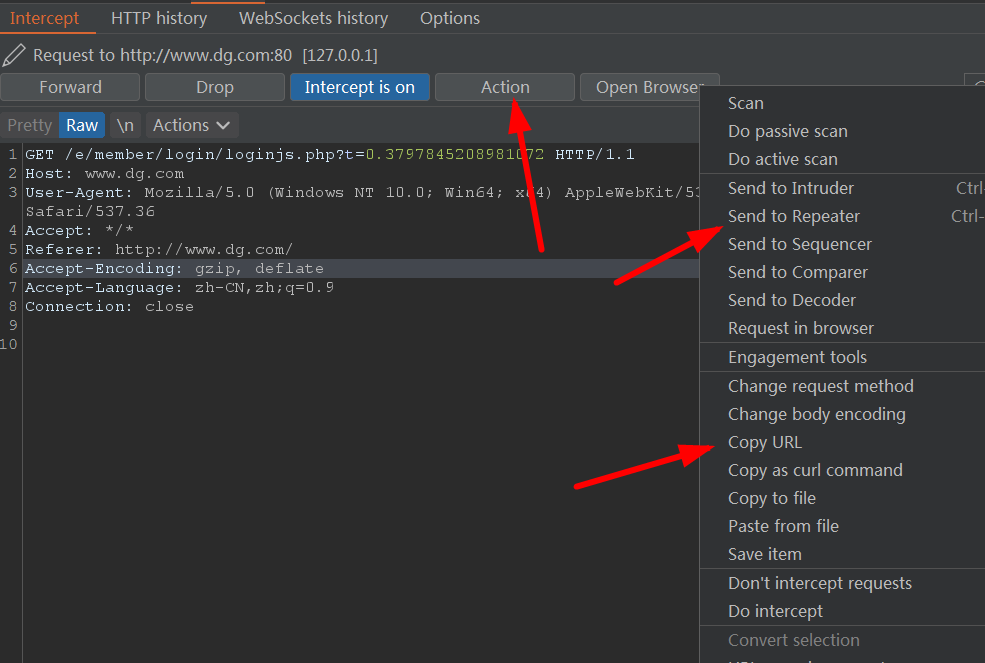 Intercept HTTP history WebSockets history Options
Request to http://www.dg.com:80 [127.0.0.1]
Forward Drop Intercept is on Action Open Browser
Pretty Raw \n Actions
1 GET /e/member/login/loginjs.php?t=0.3797845208981072 HTTP/1.1
2 Host: www.dg.com
3 User-Agent: Mozilla/5.0 (Windows NT 10.0; Win64; x64) AppleWebKit/53
Safari/537.36
4 Accept: */*
5 Referer: http://www.dg.com/
6 Accept-Encoding: gzip, deflate
7 Accept-Language: zh-CN,zh;q=0.9
8 Connection: close
9
10
Scan
Do passive scan
Do active scan
Send to Intruder Ctrl-
Send to Repeater Ctrl-
Send to Sequencer
Send to Comparer
Send to Decoder
Request in browser
Engagement tools
Change request method
Change body encoding
Copy URL
Copy as curl command
Copy to file
Paste from file
Save item
Don't intercept requests
Do intercept
Convert selection